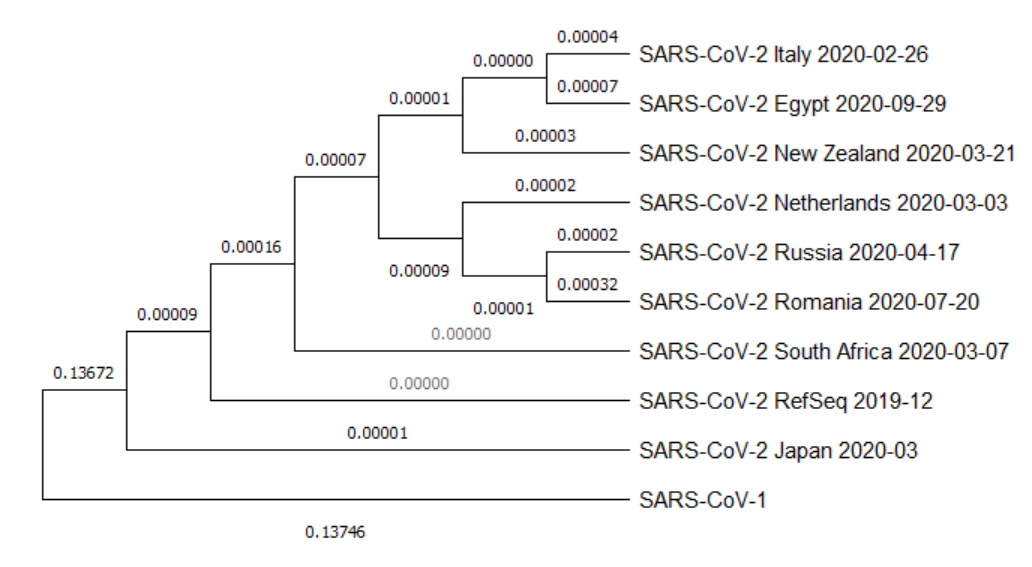 0.00004
SARS-CoV-2 Italy 2020-02-26
0.00000
0.00007
SARS-CoV-2 Egypt 2020-09-29
0.00001
0.00003
SARS-CoV-2 New Zealand 2020-03-21
0.00007
0.00002
SARS-CoV-2 Netherlands 2020-03-03
0.00002
SARS-CoV-2 Russia 2020-04-17
0.00016
0.00009
0.00032
SARS-CoV-2 Romania 2020-07-20
0.00001
0.00009
0.00000
SARS-CoV-2 South Africa 2020-03-07
0.13672
0.00000
SARS-CoV-2 RefSeq 2019-12
0.00001
SARS-CoV-2 Japan 2020-03
SARS-CoV-1
0.13746